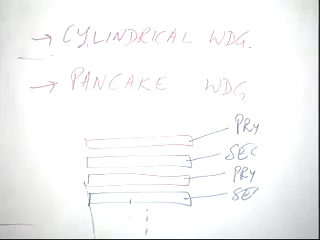 → CYLINDRICAL WDG.
→ PANCAKE WDG
PRY
SEC
PRY
SEC